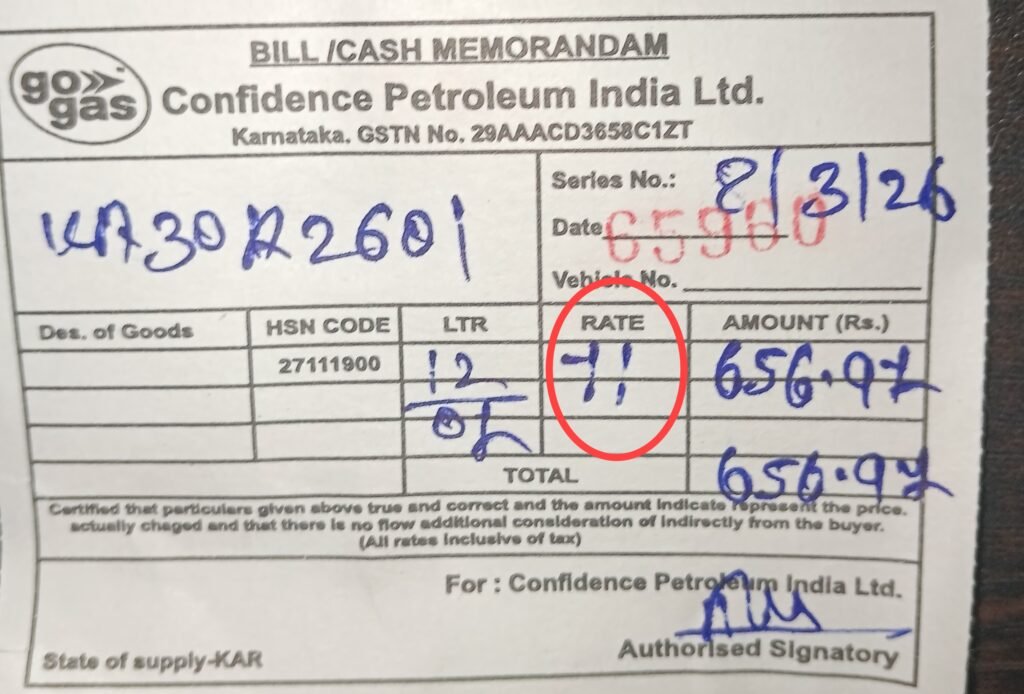 BILL /CASH MEMORANDAM
go gas
Confidence Petroleum India Ltd.
Karnataka. GSTN No. 29AAACD3658C1ZT
Series No.: 8/3/26
KA30A2601
Date 65900
Vehicle No.
Des. of Goods HSN CODE LTR RATE AMOUNT (Rs.)
27111900 12 71 656.97
07
TOTAL 656.97
Certified that particulars given above true and correct and the amount indicate represent the price.
actually chaged and that there is no flow additional consideration of indirectly from the buyer.
(All rates inclusive of tax)
For : Confidence Petroleum India Ltd.
Authorised Signatory
State of supply-KAR